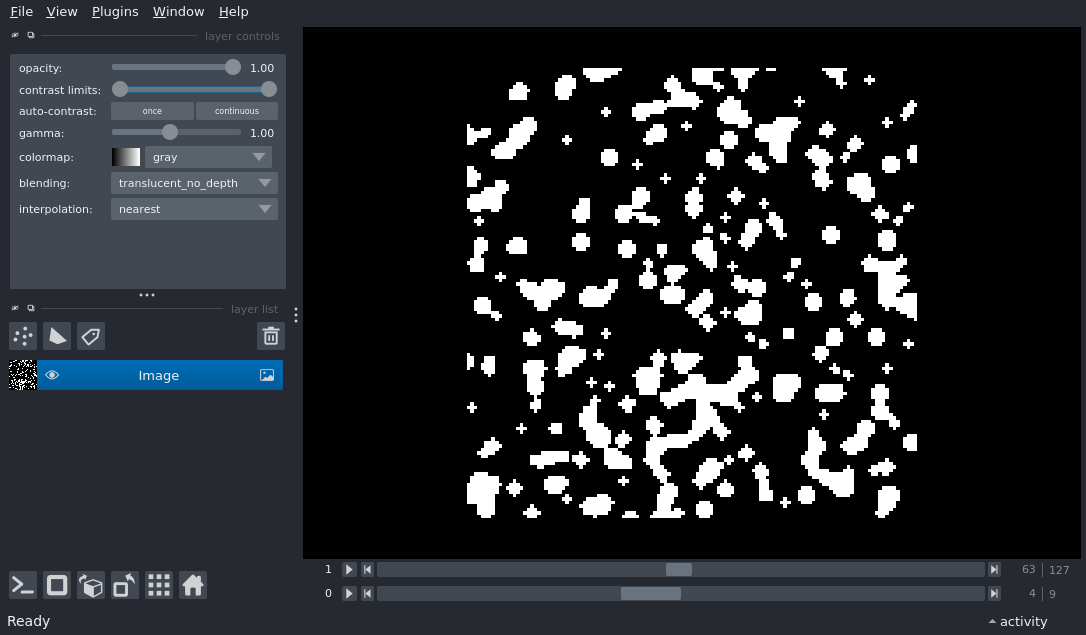 File View Plugins Window Help
layer controls
opacity: 1.00
contrast limits:
auto-contrast: once continuous
gamma: 1.00
colormap: gray
blending: translucent_no_depth
interpolation: nearest
layer list
Image
1 63 127
0 4 9
Ready activity